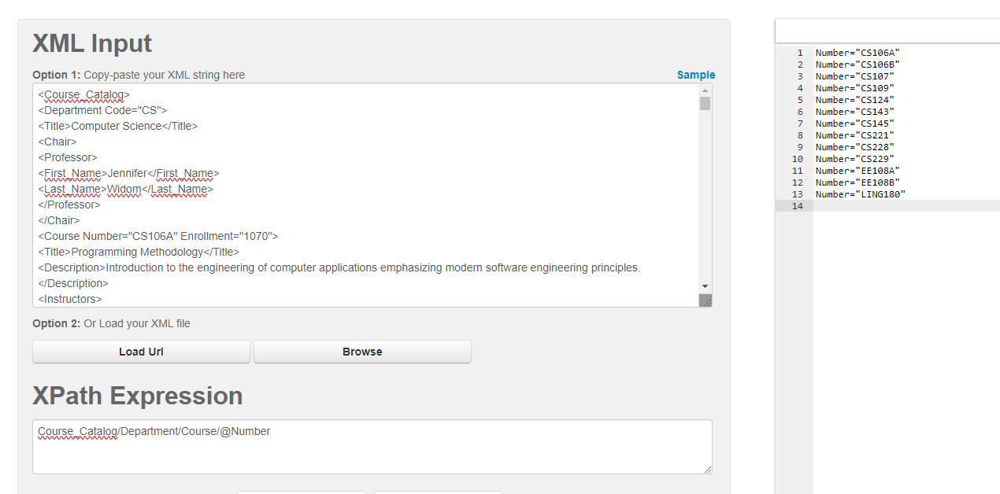 XML Input
Option 1: Copy-paste your XML string here
Sample
<Course_Catalog>
<Department Code="CS">
<Title>Computer Science</Title>
<Chair>
<Professor>
<First_Name>Jennifer</First_Name>
<Last_Name>Widom</Last_Name>
</Professor>
</Chair>
<Course Number="CS106A" Enrollment="1070">
<Title>Programming Methodology</Title>
<Description>Introduction to the engineering of computer applications emphasizing modern software engineering principles.
</Description>
<Instructors>
Option 2: Or Load your XML file
Load Url
Browse
XPath Expression
Course_Catalog/Department/Course/@Number
1 Number="CS106A"
2 Number="CS106B"
3 Number="CS107"
4 Number="CS109"
5 Number="CS124"
6 Number="CS143"
7 Number="CS145"
8 Number="CS221"
9 Number="CS228"
10 Number="CS229"
11 Number="EE108A"
12 Number="EE108B"
13 Number="LING180"
14